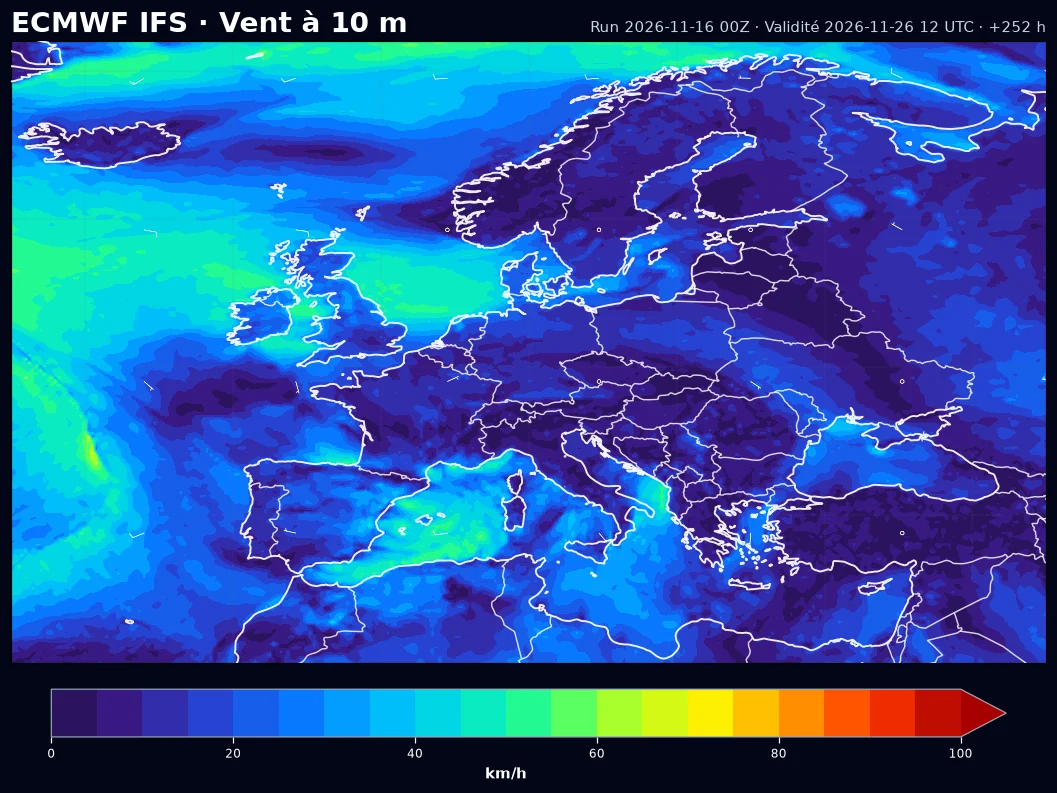 ECMWF IFS · Vent à 10 m
Run 2026-11-16 00Z · Validité 2026-11-26 12 UTC · +252 h
0 20 40 60 80 100
km/h